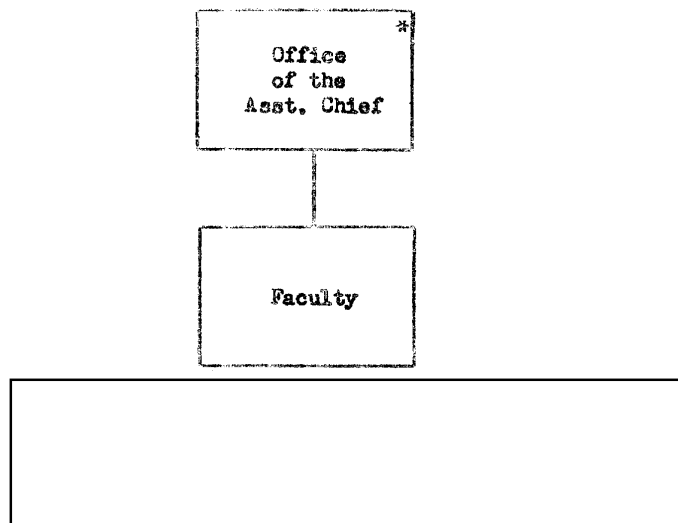 *
Office
of the
Asst. Chief
Faculty